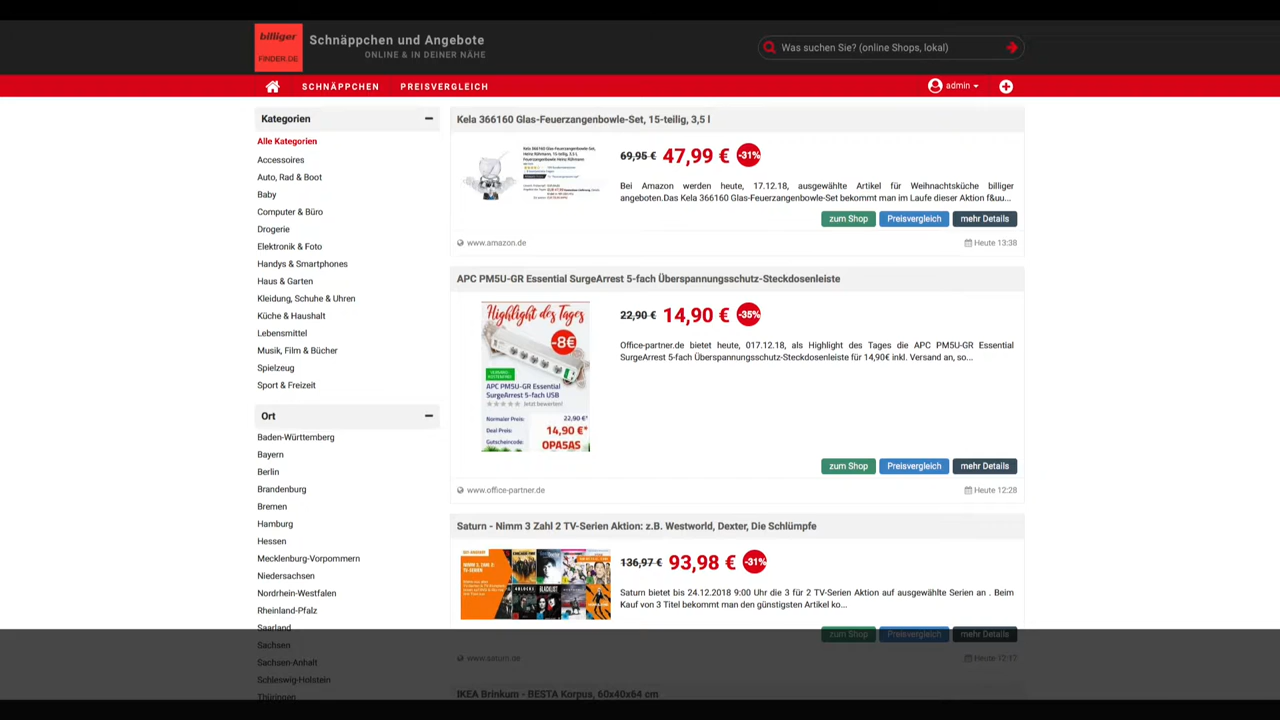 billiger
FINDER.DE
Schnäppchen und Angebote
ONLINE & IN DEINER NÄHE
Was suchen Sie? (online Shops, lokal)
SCHNÄPPCHEN
PREISVERGLEICH
admin
Kategorien
Alle Kategorien
Accessoires
Auto, Rad & Boot
Baby
Computer & Büro
Drogerie
Elektronik & Foto
Handys & Smartphones
Haus & Garten
Kleidung, Schuhe & Uhren
Küche & Haushalt
Lebensmittel
Musik, Film & Bücher
Spielzeug
Sport & Freizeit
Ort
Baden-Württemberg
Bayern
Berlin
Brandenburg
Bremen
Hamburg
Hessen
Mecklenburg-Vorpommern
Niedersachsen
Nordrhein-Westfalen
Rheinland-Pfalz
Saarland
Sachsen
Sachsen-Anhalt
Schleswig-Holstein
Thüringen
Kela 366160 Glas-Feuerzangenbowle-Set, 15-teilig, 3,5 l
69,95 € 47,99 € -31%
Bei Amazon werden heute, 17.12.18, ausgewählte Artikel für Weihnachtsküche billiger
angeboten.Das Kela 366160 Glas-Feuerzangenbowle-Set bekommt man im Laufe dieser Aktion f&uu...
zum Shop Preisvergleich mehr Details
www.amazon.de Heute 13:38
APC PM5U-GR Essential SurgeArrest 5-fach Überspannungsschutz-Steckdosenleiste
Highlight des Tages
-8€
APC PM5U-GR Essential
SurgeArrest 5-fach USB
Jetzt bewerten!
Normaler Preis: 22,90 €*
Deal Preis: 14,90 €*
Gutscheincode: OPA5AS
22,90 € 14,90 € -35%
Office-partner.de bietet heute, 017.12.18, als Highlight des Tages die APC PM5U-GR Essential
SurgeArrest 5-fach Überspannungsschutz-Steckdosenleiste für 14,90€ inkl. Versand an, so...
zum Shop Preisvergleich mehr Details
www.office-partner.de Heute 12:28
Saturn - Nimm 3 Zahl 2 TV-Serien Aktion: z.B. Westworld, Dexter, Die Schlümpfe
136,97 € 93,98 € -31%
Saturn bietet bis 24.12.2018 9:00 Uhr die 3 für 2 TV-Serien Aktion auf ausgewählte Serien an . Beim
Kauf von 3 Titel bekommt man den günstigsten Artikel ko...
zum Shop Preisvergleich mehr Details
www.saturn.de Heute 12:17
IKEA Brinkum - BESTA Korpus, 60x40x64 cm